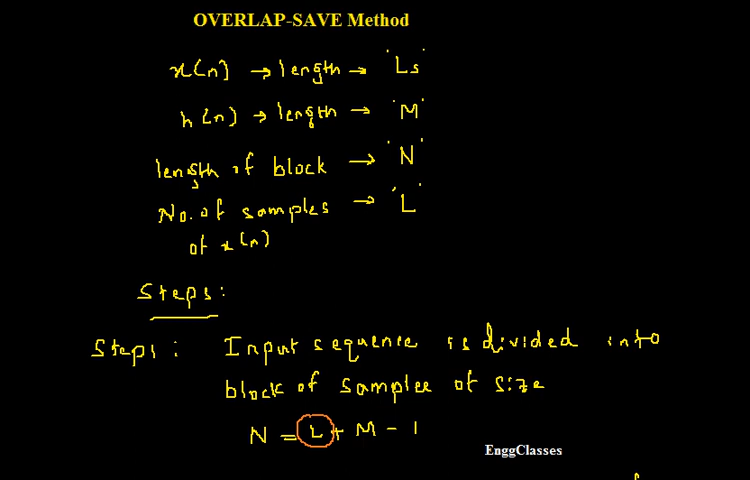 OVERLAP-SAVE Method
x(n) → length → 'Ls'
h(n) → length → 'M'
length of block → 'N'
No. of samples → 'L'
of x(n)
Steps:
Step1: Input sequence is divided into
block of samples of size
N = L + M - 1
EnggClasses